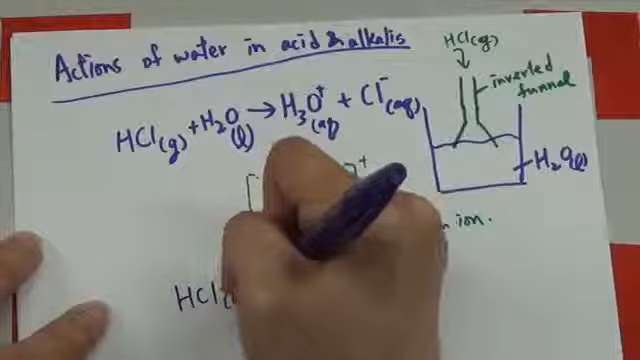 Actions of water in acid & alkalis
HCl(g)
inverted funnel
HCl(g) + H₂O(l) → H₃O⁺(aq) + Cl⁻(aq)
H₂O(l)
[ ]⁺
ion.
HCl(